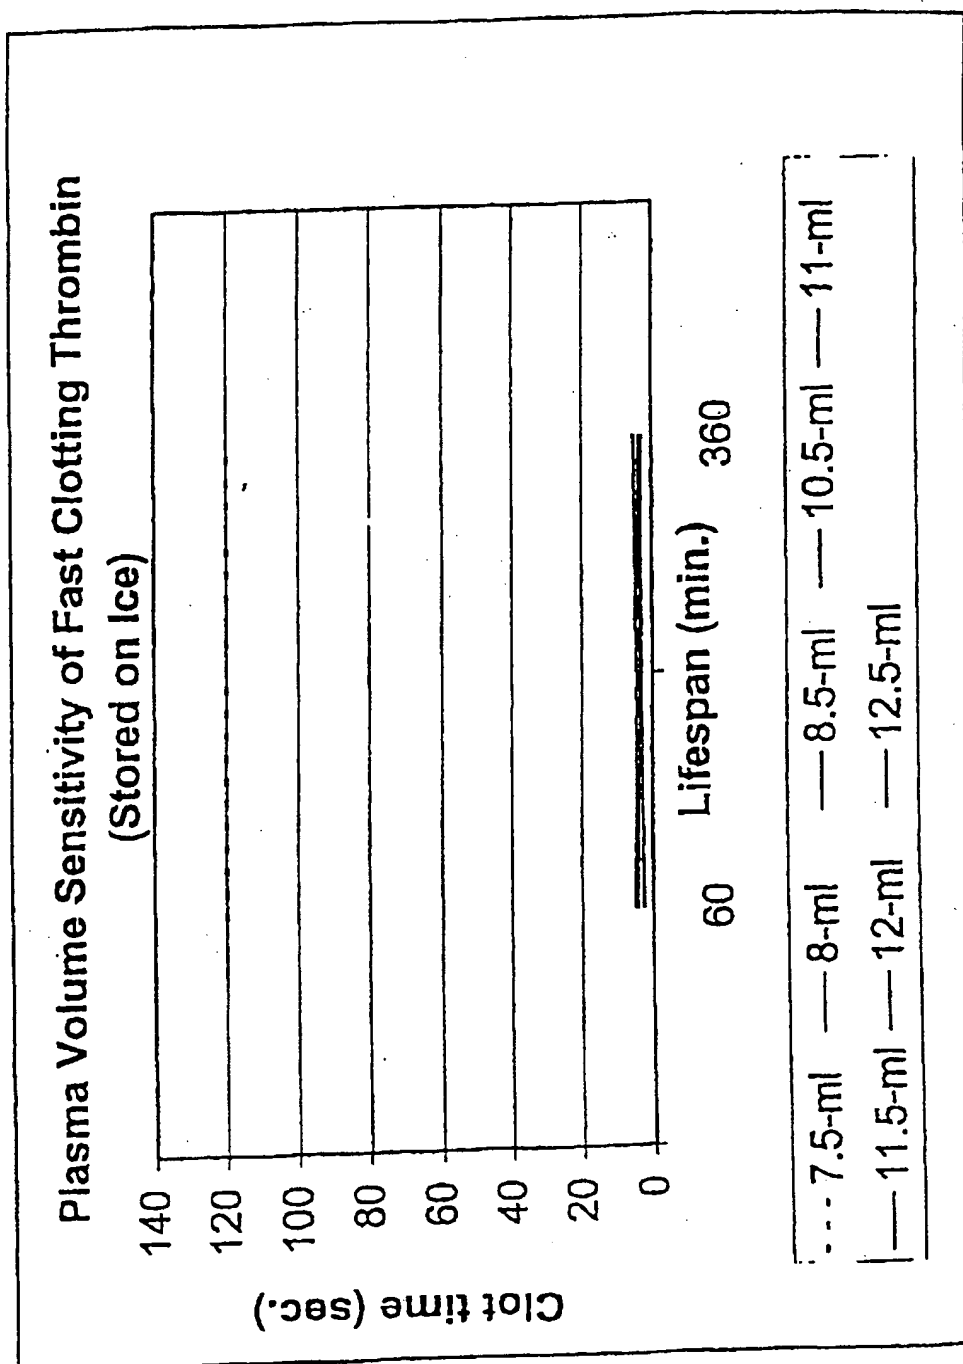 Plasma Volume Sensitivity of Fast Clotting Thrombin
(Stored on Ice)
Clot time (sec.)
140
120
100
80
60
40
20
0
60
360
Lifespan (min.)
7.5-ml 8-ml 8.5-ml 10.5-ml 11-ml
11.5-ml 12-ml 12.5-ml